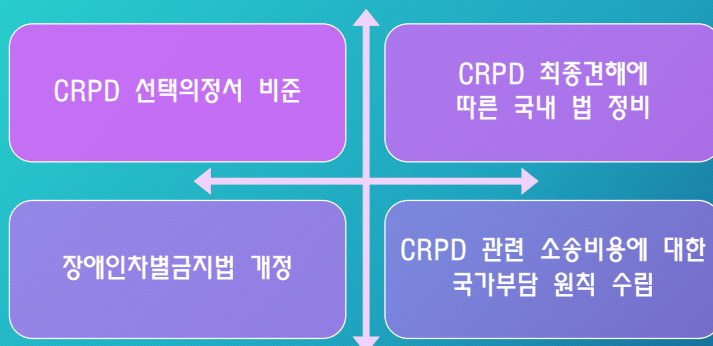 CRPD 선택의정서 비준
CRPD 최종견해에
따른 국내 법 정비
장애인차별금지법 개정
CRPD 관련 소송비용에 대한
국가부담 원칙 수립